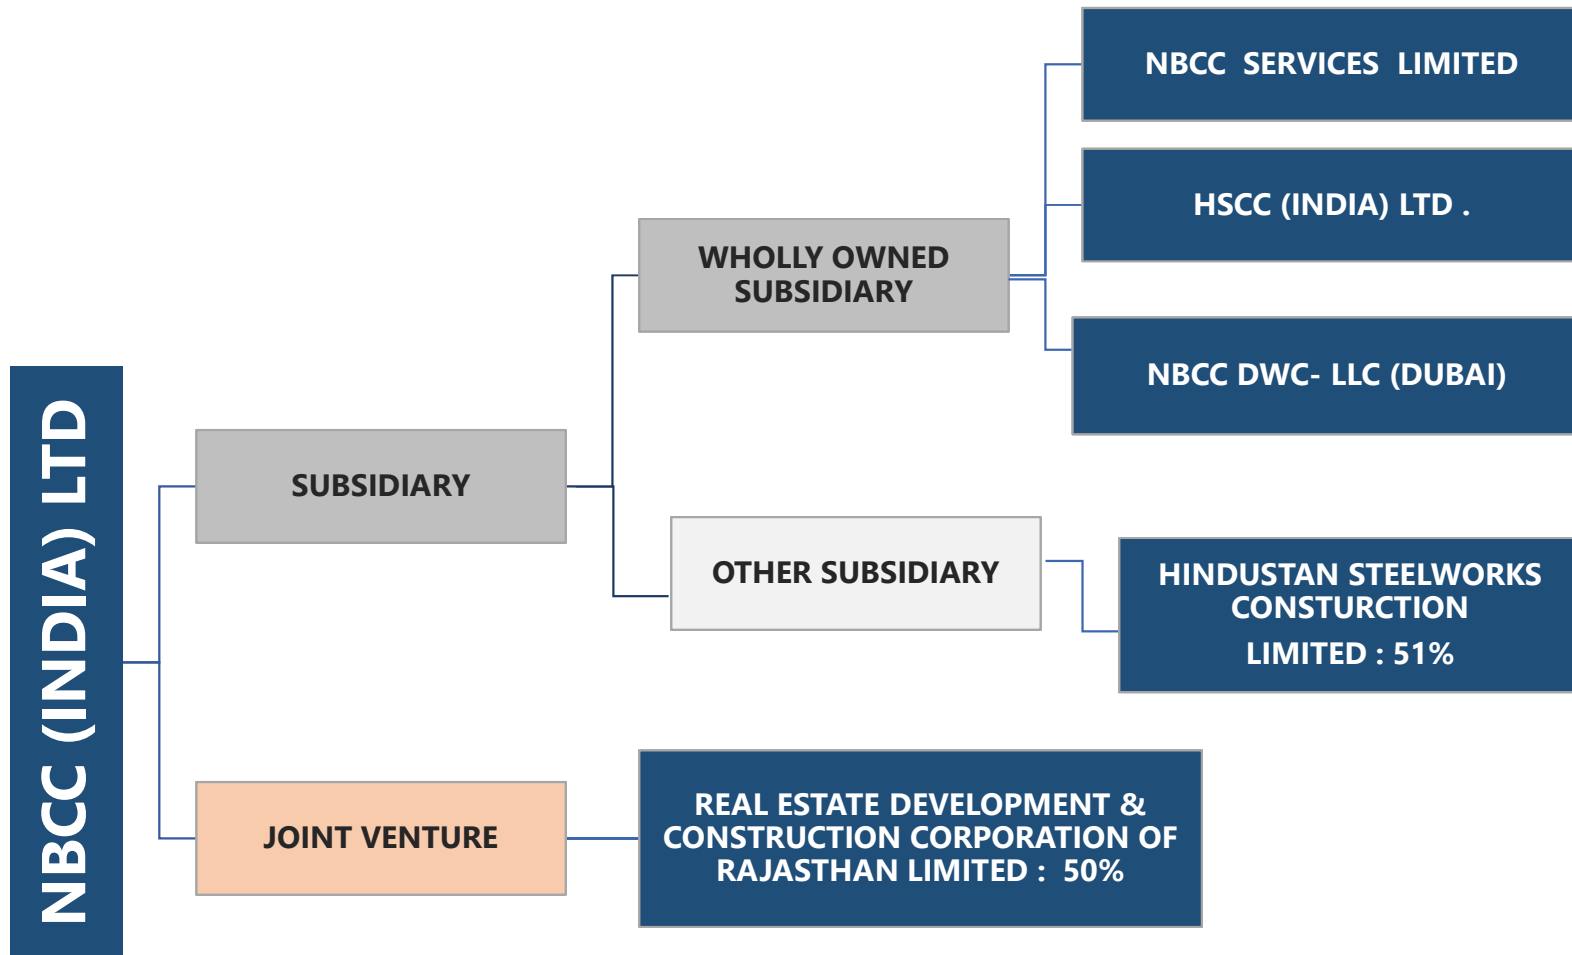 NBCC (INDIA) LTD
SUBSIDIARY
WHOLLY OWNED
SUBSIDIARY
NBCC SERVICES LIMITED
HSCC (INDIA) LTD .
NBCC DWC- LLC (DUBAI)
OTHER SUBSIDIARY
HINDUSTAN STEELWORKS
CONSTURCTION
LIMITED : 51%
JOINT VENTURE
REAL ESTATE DEVELOPMENT &
CONSTRUCTION CORPORATION OF
RAJASTHAN LIMITED : 50%